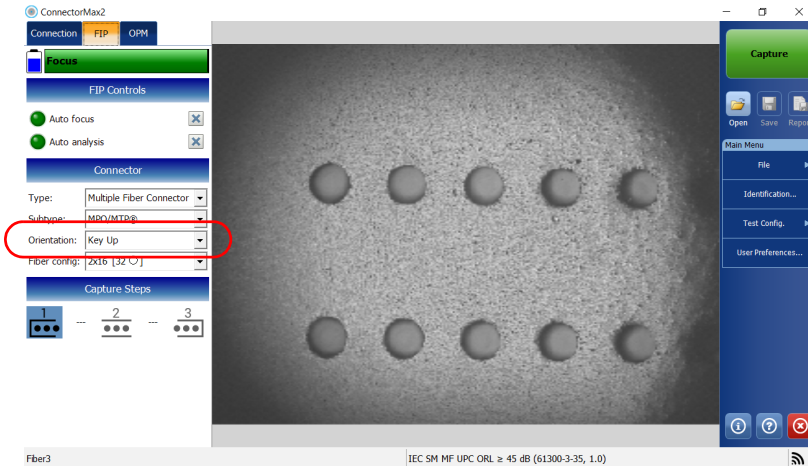 ConnectorMax2
Connection FIP OPM
Focus
FIP Controls
Auto focus
Auto analysis
Connector
Type: Multiple Fiber Connector
Subtype: MPO/MTP®
Orientation: Key Up
Fiber config: 2x16 [32 ]
Capture Steps
1 --- 2 --- 3
Capture
Open Save Repor
Main Menu
File
Identification...
Test Config.
User Preferences...
Fiber3
IEC SM MF UPC ORL ≥ 45 dB (61300-3-35, 1.0)